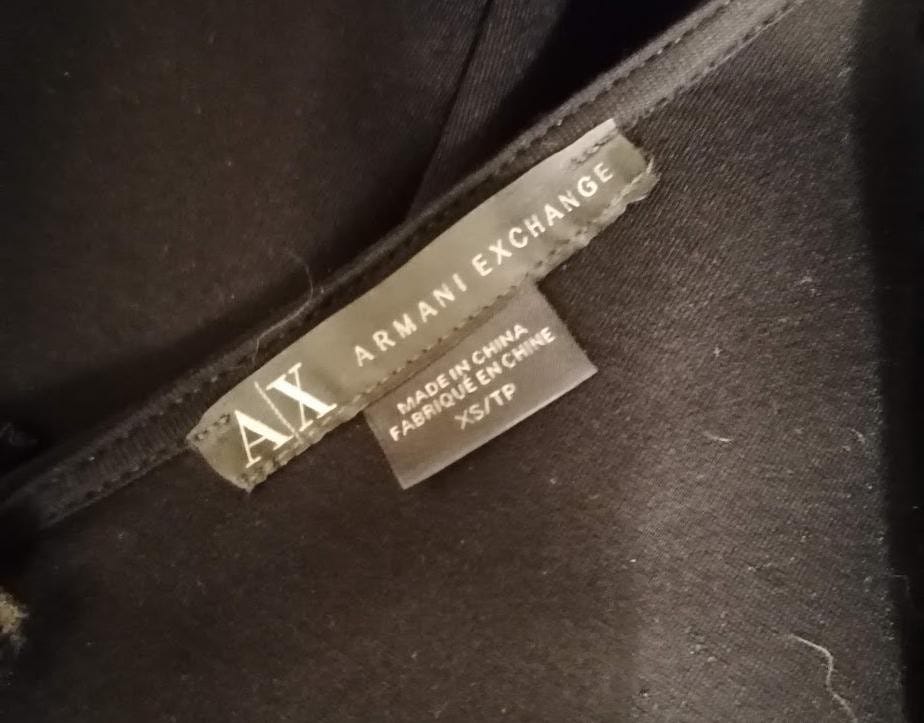 A|X ARMANI EXCHANGE
MADE IN CHINA
FABRIQUÉ EN CHINE
XS/TP